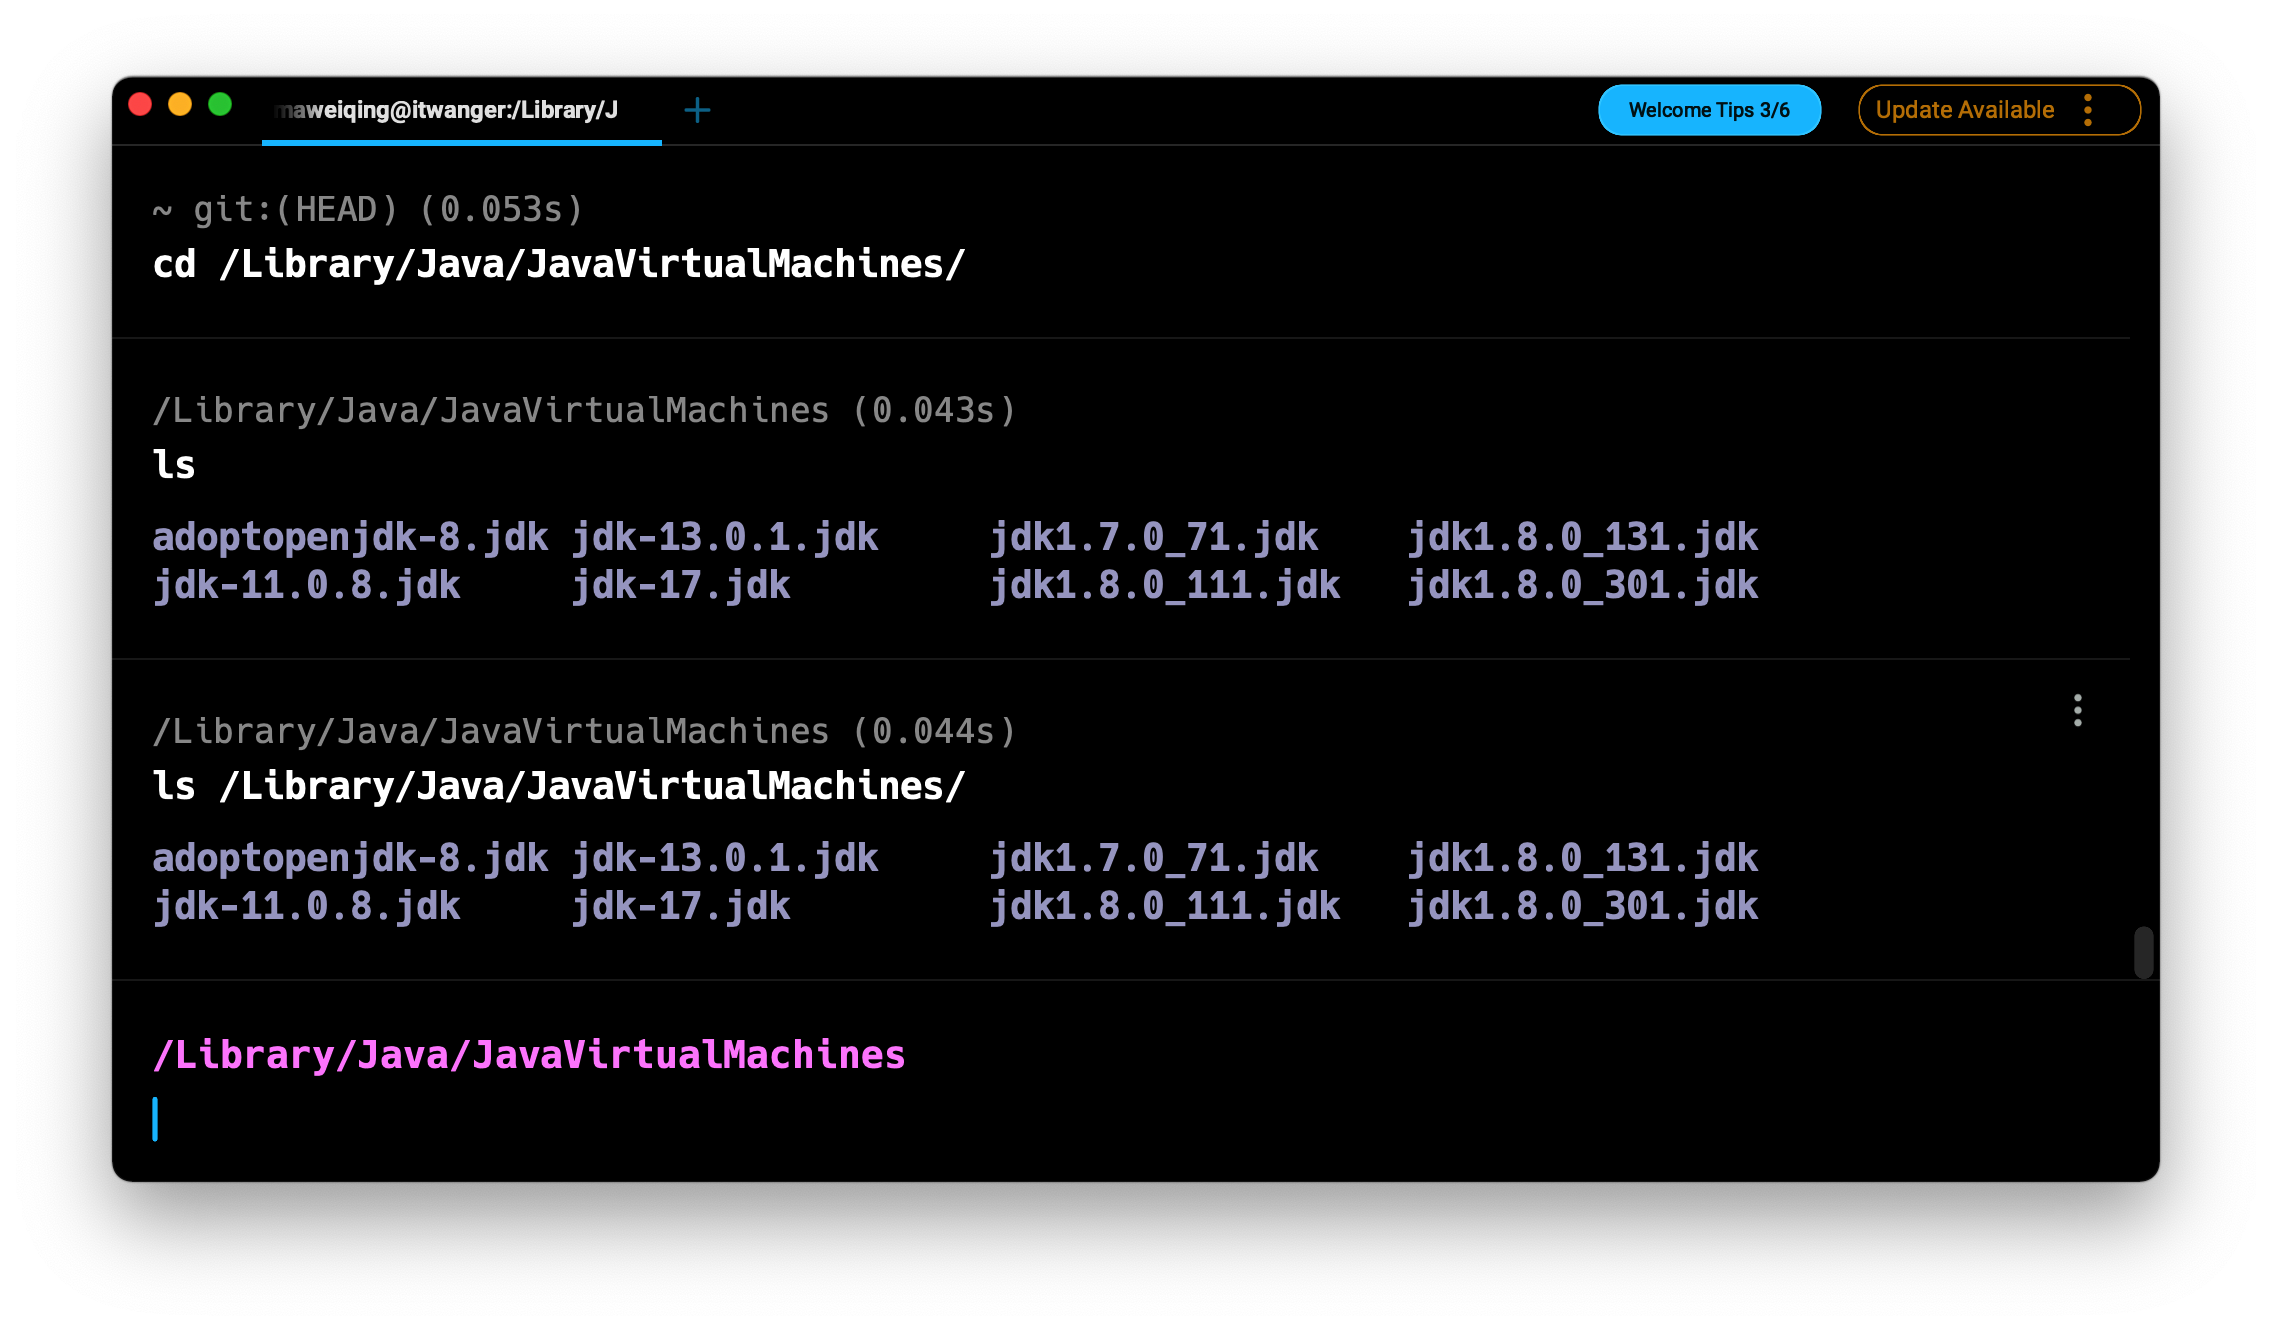 maweiqing@itwanger:/Library/J
Welcome Tips 3/6
Update Available
~ git:(HEAD) (0.053s)
cd /Library/Java/JavaVirtualMachines/
/Library/Java/JavaVirtualMachines (0.043s)
ls
adoptopenjdk-8.jdk jdk-13.0.1.jdk jdk1.7.0_71.jdk jdk1.8.0_131.jdk
jdk-11.0.8.jdk jdk-17.jdk jdk1.8.0_111.jdk jdk1.8.0_301.jdk
/Library/Java/JavaVirtualMachines (0.044s)
ls /Library/Java/JavaVirtualMachines/
adoptopenjdk-8.jdk jdk-13.0.1.jdk jdk1.7.0_71.jdk jdk1.8.0_131.jdk
jdk-11.0.8.jdk jdk-17.jdk jdk1.8.0_111.jdk jdk1.8.0_301.jdk
/Library/Java/JavaVirtualMachines